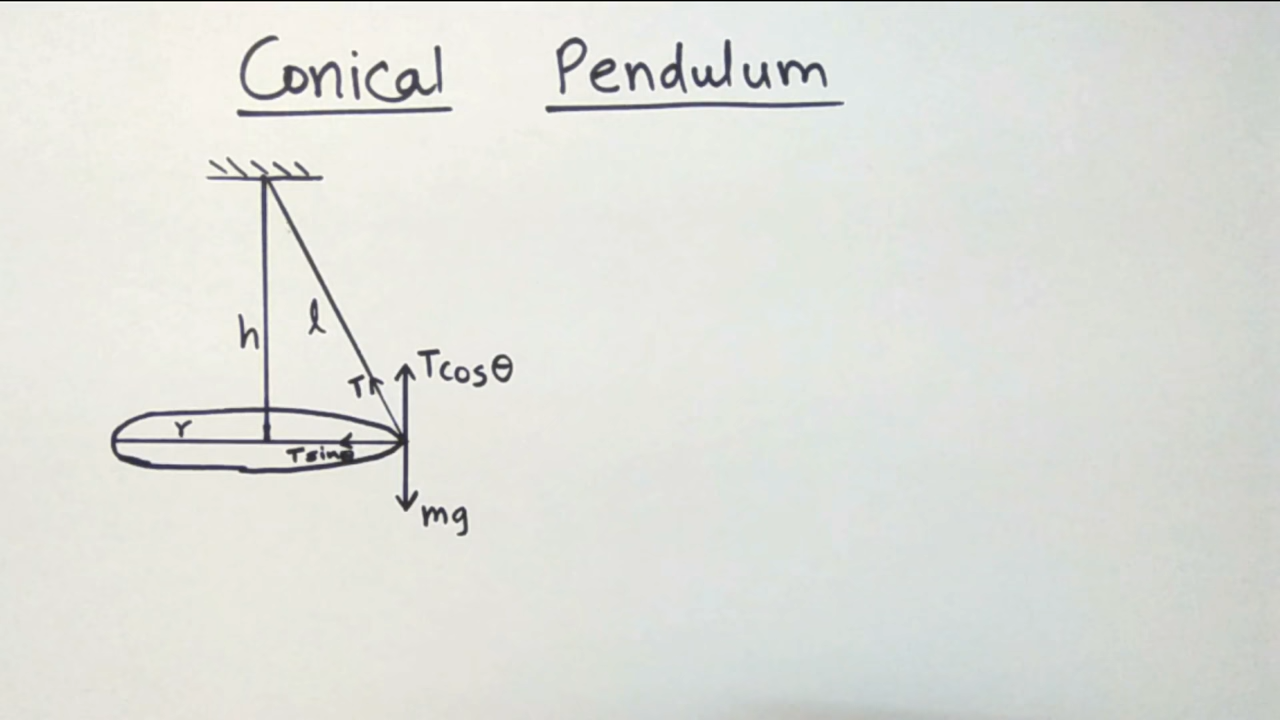 Conical Pendulum
h
l
T
Tcosθ
r
Tsinθ
mg